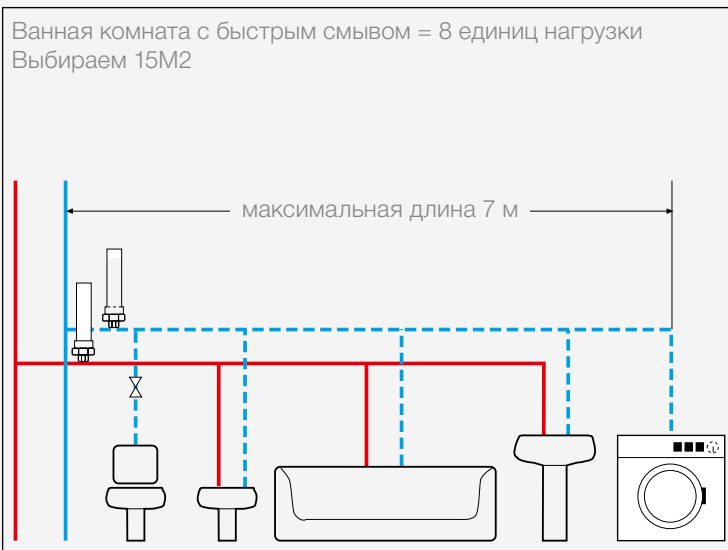 Ванная комната с быстрым смывом = 8 единиц нагрузки
Выбираем 15М2
максимальная длина 7 м